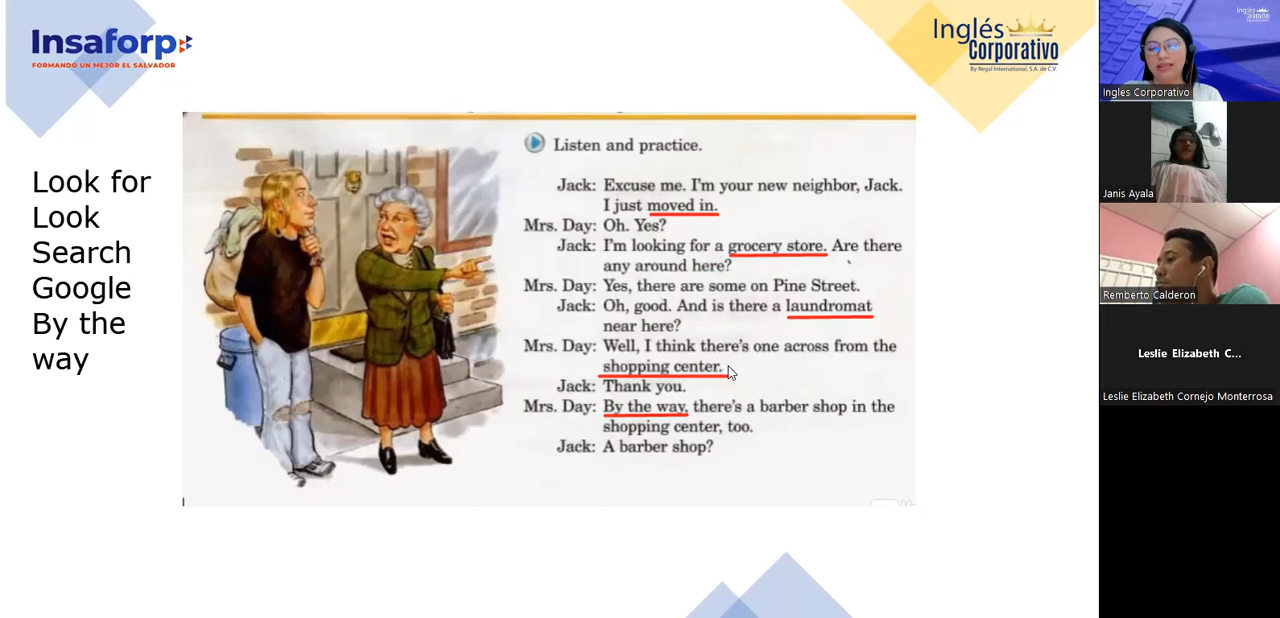 Insaforp
FORMANDO UN MEJOR EL SALVADOR
Inglés
Corporativo
By Regal International, S.A. de C.V.
Look for
Look
Search
Google
By the
way
Listen and practice.
Jack: Excuse me. I'm your new neighbor, Jack.
I just moved in.
Mrs. Day: Oh. Yes?
Jack: I'm looking for a grocery store. Are there
any around here?
Mrs. Day: Yes, there are some on Pine Street.
Jack: Oh, good. And is there a laundromat
near here?
Mrs. Day: Well, I think there's one across from the
shopping center.
Jack: Thank you.
Mrs. Day: By the way, there's a barber shop in the
shopping center, too.
Jack: A barber shop?
Inglés
Corporativo
Ingles Corporativo
Janis Ayala
Remberto Calderon
Leslie Elizabeth C...
Leslie Elizabeth Cornejo Monterrosa